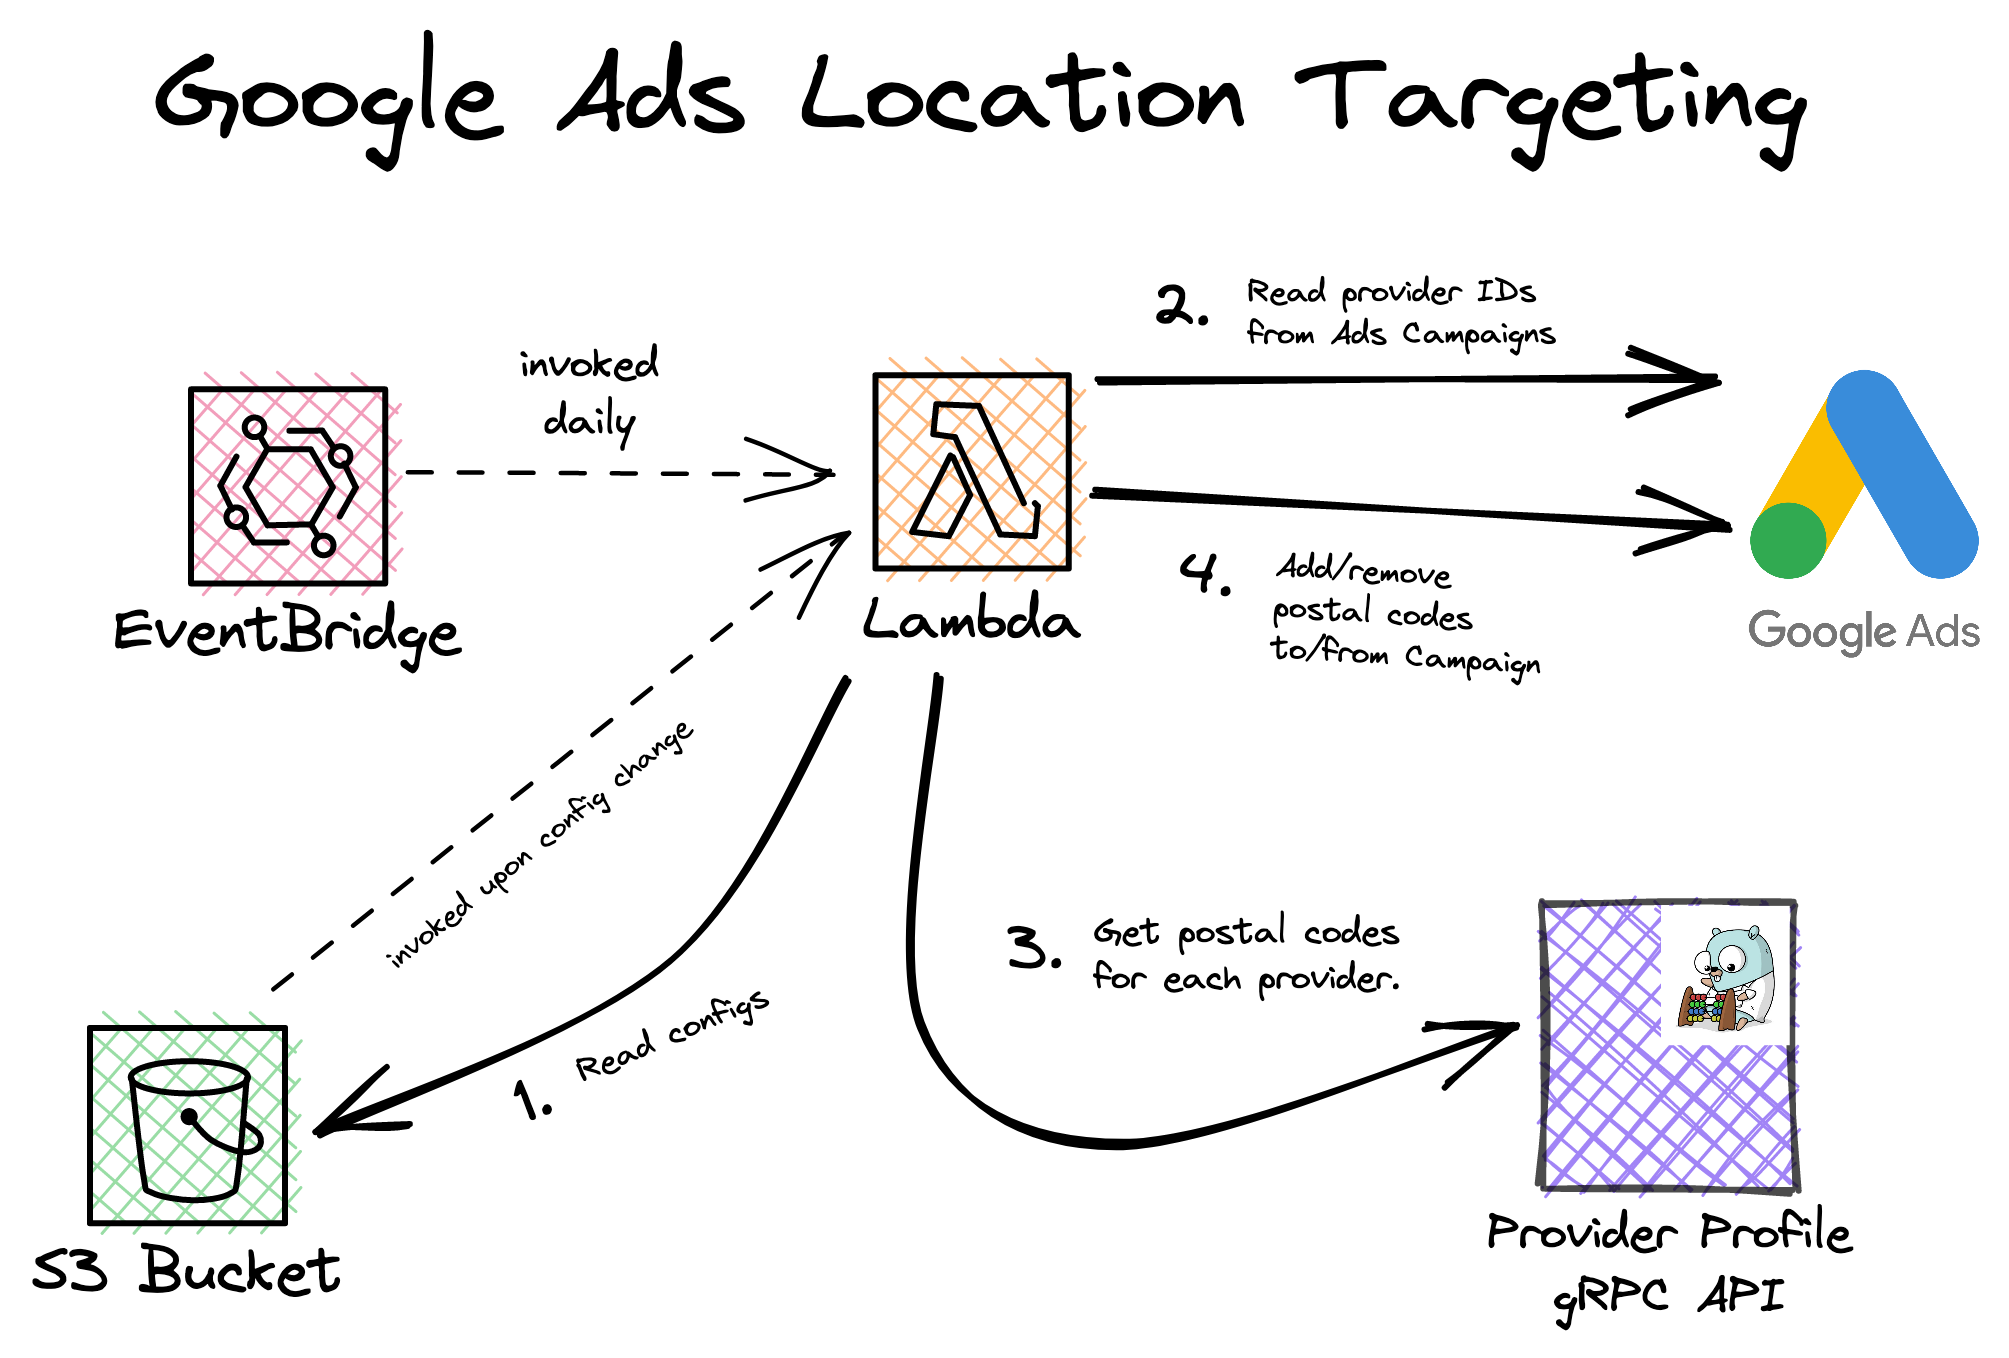 Google Ads Location Targeting
invoked
daily
EventBridge
Lambda
2. Read provider IDs
from Ads Campaigns
4. Add/remove
postal codes
to/from Campaign
Google Ads
invoked upon config change
1. Read configs
3. Get postal codes
for each provider.
S3 Bucket
Provider Profile
gRPC API